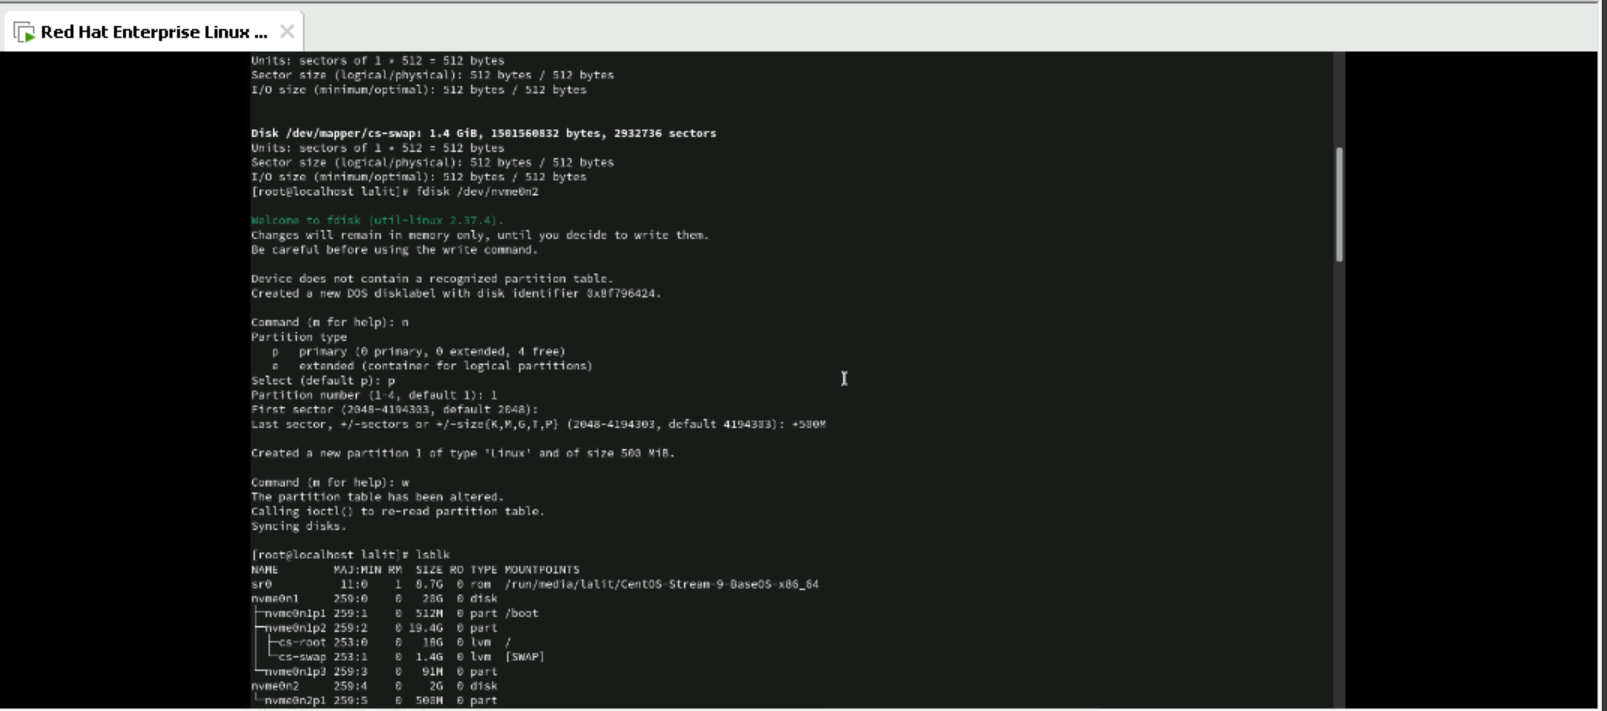 Red Hat Enterprise Linux ...
Units: sectors of 1 * 512 = 512 bytes
Sector size (logical/physical): 512 bytes / 512 bytes
I/O size (minimum/optimal): 512 bytes / 512 bytes
Disk /dev/mapper/cs-swap: 1.4 GiB, 1501560832 bytes, 2932736 sectors
Units: sectors of 1 * 512 = 512 bytes
Sector size (logical/physical): 512 bytes / 512 bytes
I/O size (minimum/optimal): 512 bytes / 512 bytes
[root@localhost lalit]# fdisk /dev/nvme0n2
Welcome to fdisk (util-linux 2.37.4).
Changes will remain in memory only, until you decide to write them.
Be careful before using the write command.
Device does not contain a recognized partition table.
Created a new DOS disklabel with disk identifier 0x8f796424.
Command (m for help): n
Partition type
   p   primary (0 primary, 0 extended, 4 free)
   e   extended (container for logical partitions)
Select (default p): p
Partition number (1-4, default 1): 1
First sector (2048-4194303, default 2048):
Last sector, +/-sectors or +/-size{K,M,G,T,P} (2048-4194303, default 4194303): +500M
Created a new partition 1 of type 'Linux' and of size 500 MiB.
Command (m for help): w
The partition table has been altered.
Calling ioctl() to re-read partition table.
Syncing disks.
[root@localhost lalit]# lsblk
NAME        MAJ:MIN RM  SIZE RO TYPE MOUNTPOINTS
sr0          11:0    1  8.7G  0 rom  /run/media/lalit/CentOS-Stream-9-BaseOS-x86_64
nvme0n1     259:0    0   20G  0 disk
├─nvme0n1p1 259:1    0  512M  0 part /boot
├─nvme0n1p2 259:2    0 19.4G  0 part
│ ├─cs-root 253:0    0   18G  0 lvm  /
│ └─cs-swap 253:1    0  1.4G  0 lvm  [SWAP]
└─nvme0n1p3 259:3    0   91M  0 part
nvme0n2     259:4    0    2G  0 disk
└─nvme0n2p1 259:5    0  500M  0 part